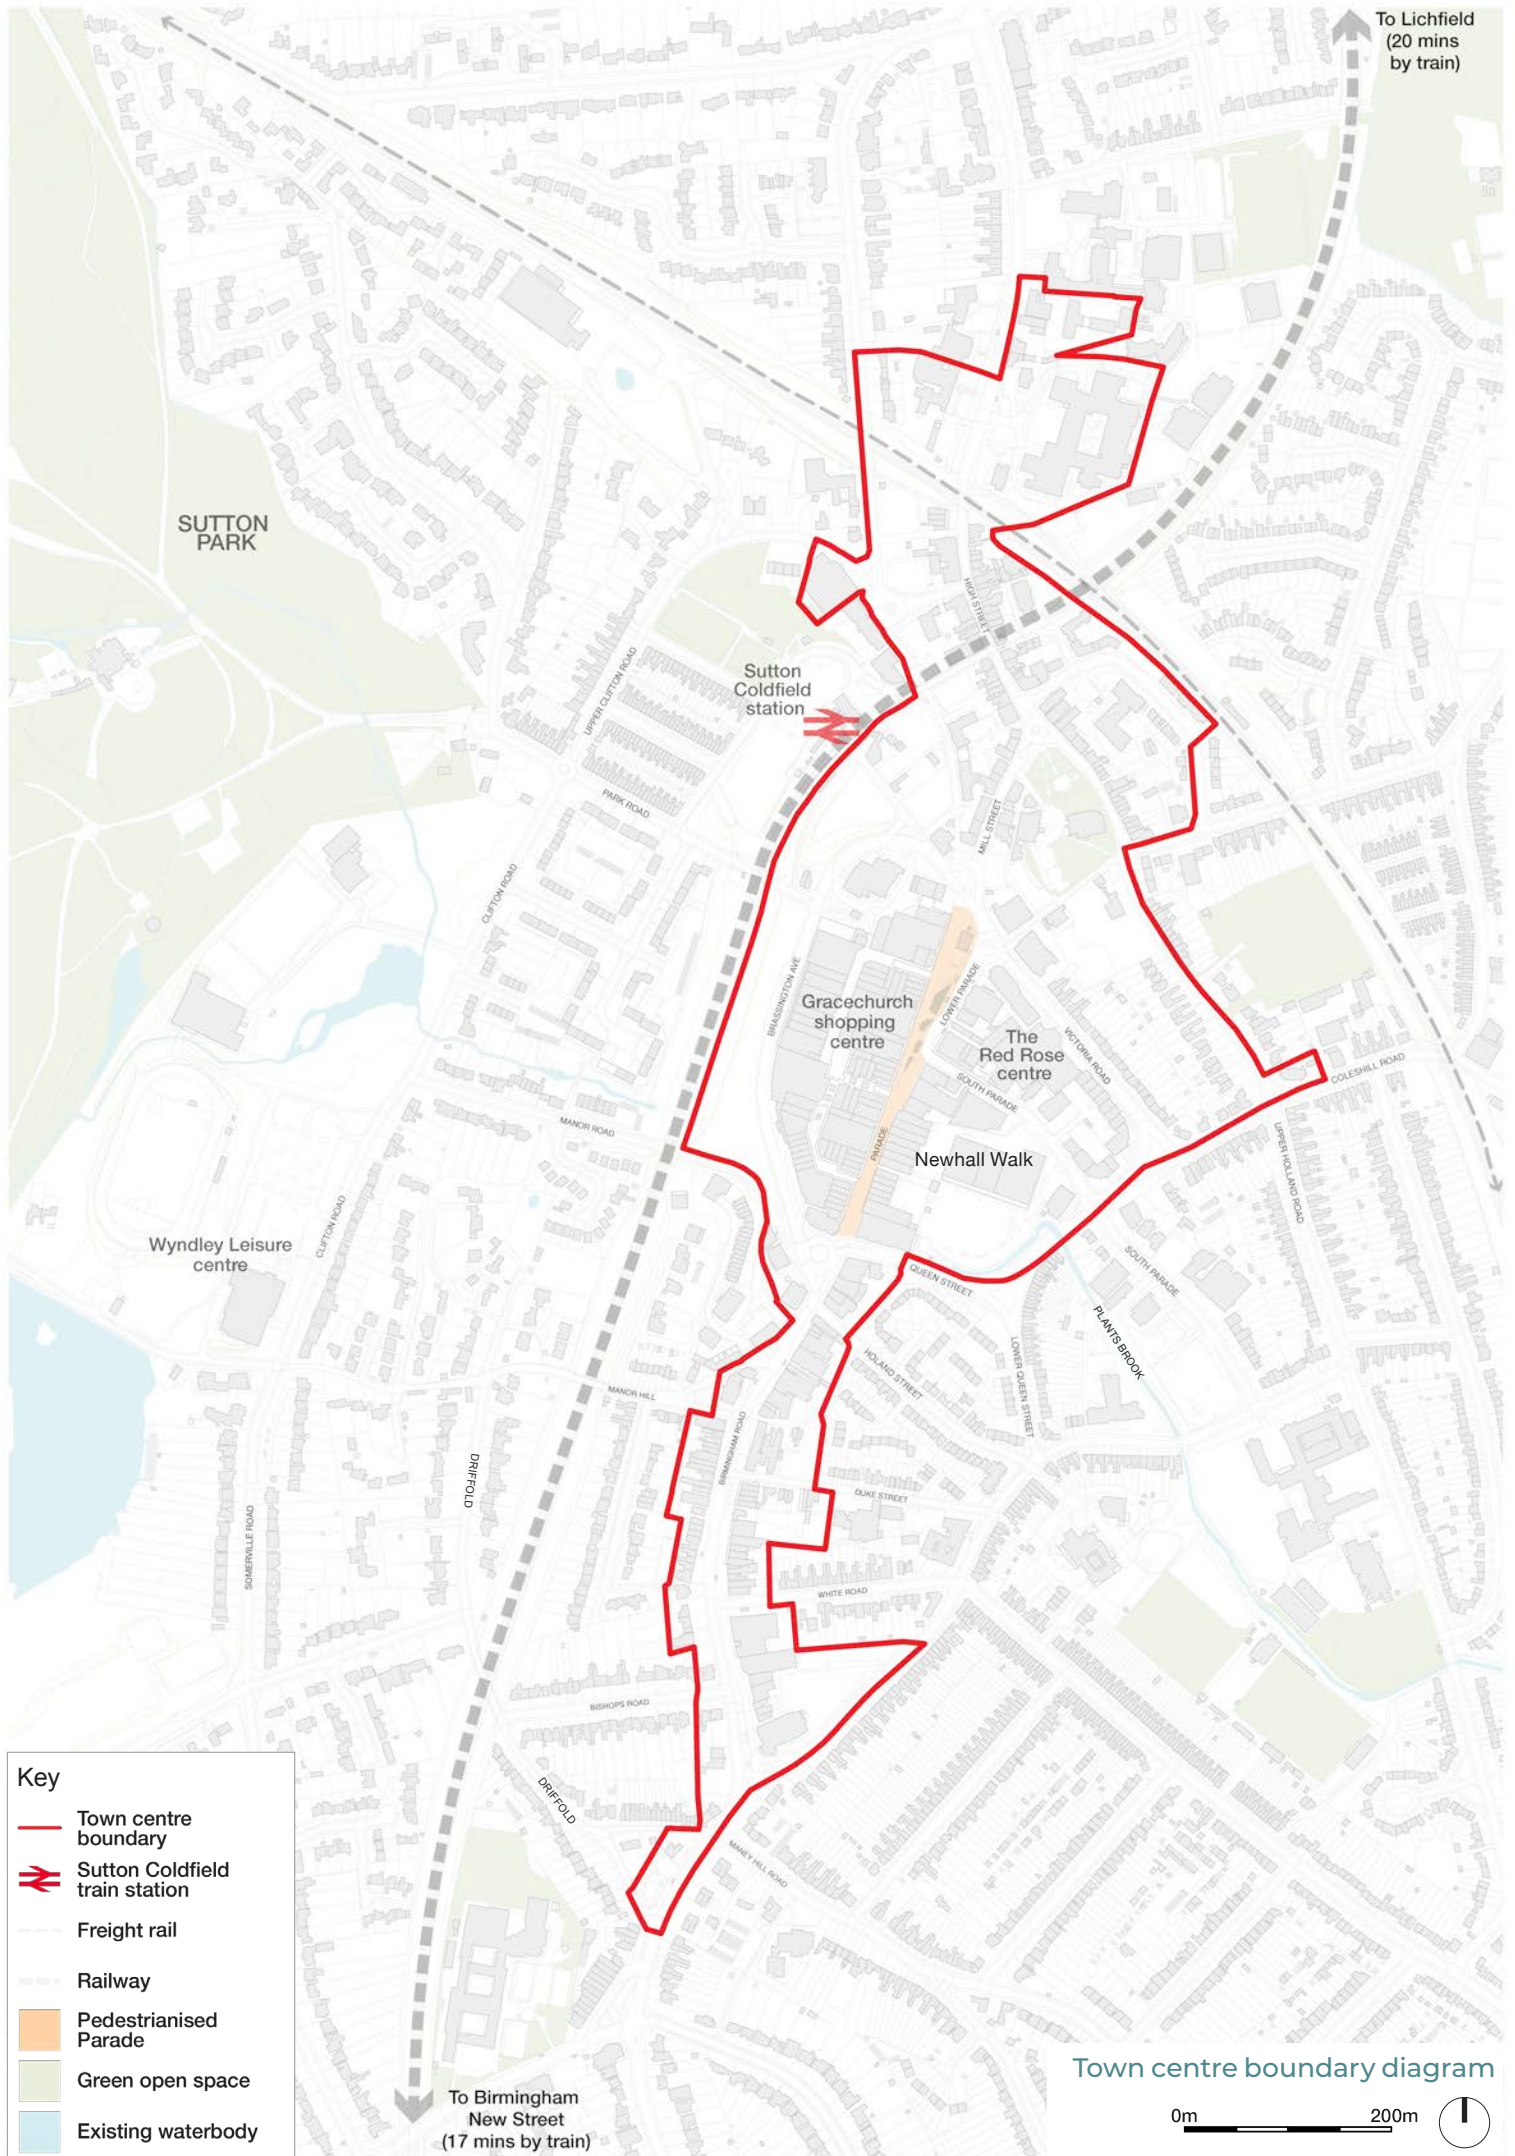 To Lichfield
(20 mins
by train)
SUTTON
PARK
HIGH STREET
Sutton
Coldfield
station
UPPER CLIFTON ROAD
PARK ROAD
MILL STREET
CLIFTON ROAD
BRASSINGTON AVE
Gracechurch
shopping
centre
LOWER PARADE
The
Red Rose
centre
VICTORIA ROAD
COLESHILL ROAD
SOUTH PARADE
MANOR ROAD
PARADE
Newhall Walk
UPPER HOLLAND ROAD
Wyndley Leisure
centre
CLIFTON ROAD
QUEEN STREET
SOUTH PARADE
PLANTS BROOK
LOWER QUEEN STREET
HOLAND STREET
MANOR HILL
BIRMINGHAM ROAD
DRIFFOLD
DUKE STREET
SOMERVILLE ROAD
WHITE ROAD
BISHOPS ROAD
DRIFFOLD
MANEY HILL ROAD
Key
Town centre
boundary
Sutton Coldfield
train station
Freight rail
Railway
Pedestrianised
Parade
Green open space
Existing waterbody
To Birmingham
New Street
(17 mins by train)
Town centre boundary diagram
0m 200m